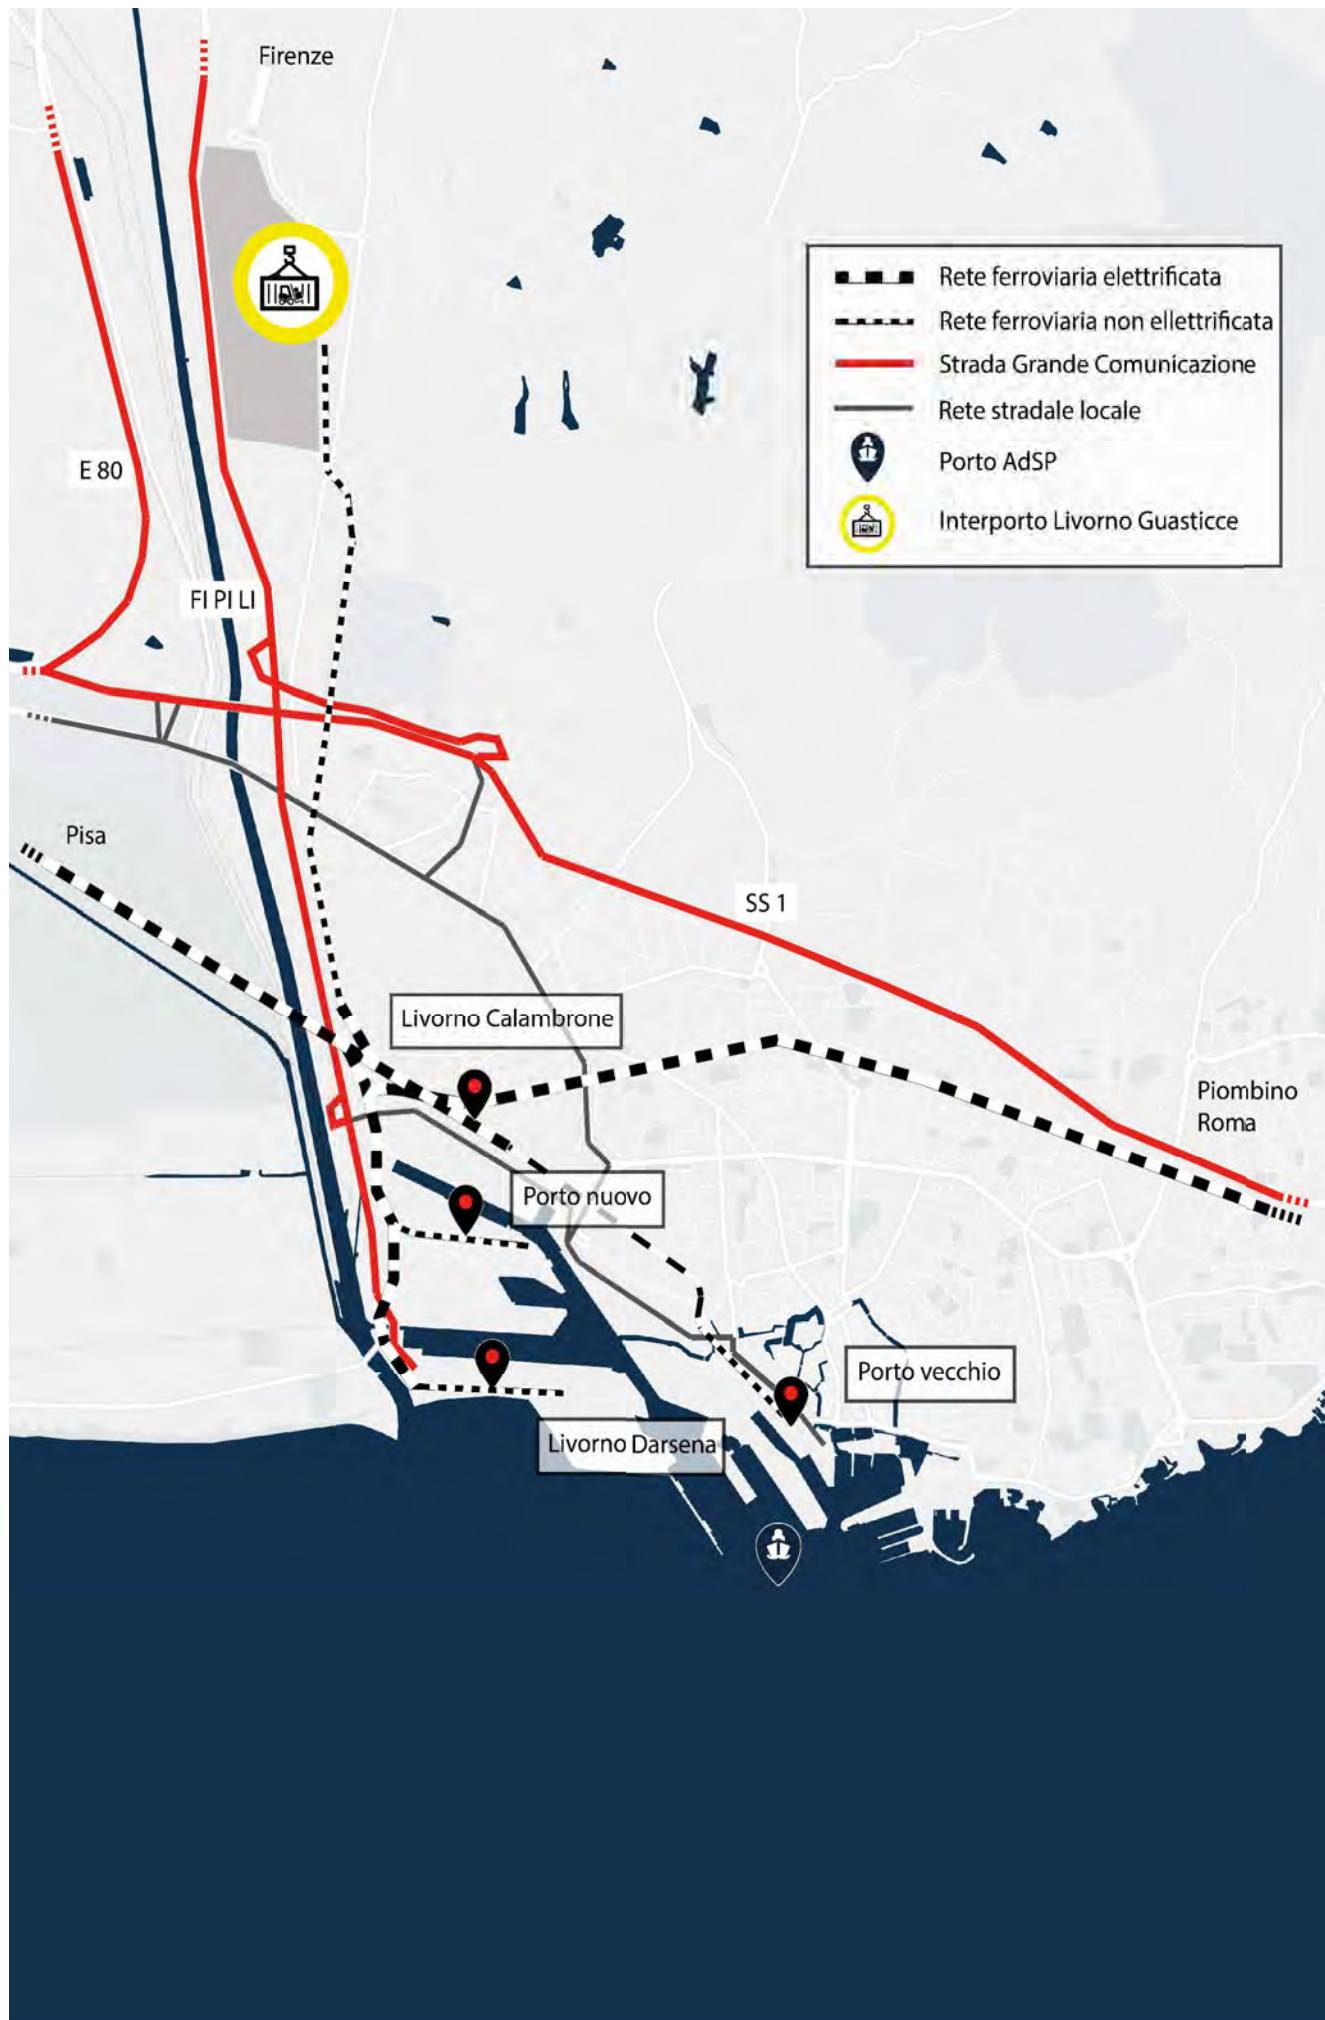 Firenze
Rete ferroviaria elettrificata
Rete ferroviaria non ellettrificata
Strada Grande Comunicazione
Rete stradale locale
Porto AdSP
Interporto Livorno Guasticce
E 80
FI PI LI
Pisa
SS 1
Livorno Calambrone
Piombino
Roma
Porto nuovo
Porto vecchio
Livorno Darsena